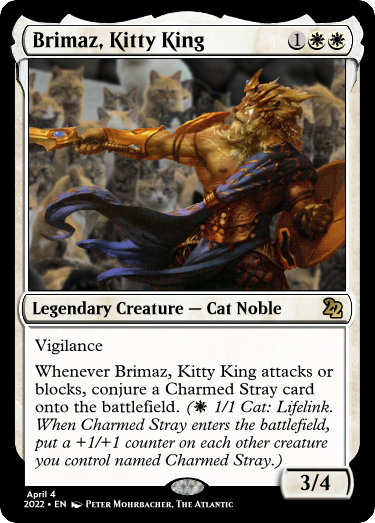 Brimaz, Kitty King 1
Legendary Creature — Cat Noble
Vigilance
Whenever Brimaz, Kitty King attacks or
blocks, conjure a Charmed Stray card
onto the battlefield. ( 1/1 Cat: Lifelink.
When Charmed Stray enters the battlefield,
put a +1/+1 counter on each other creature
you control named Charmed Stray.)
3/4
April 4
2022 • EN Peter Mohrbacher, The Atlantic